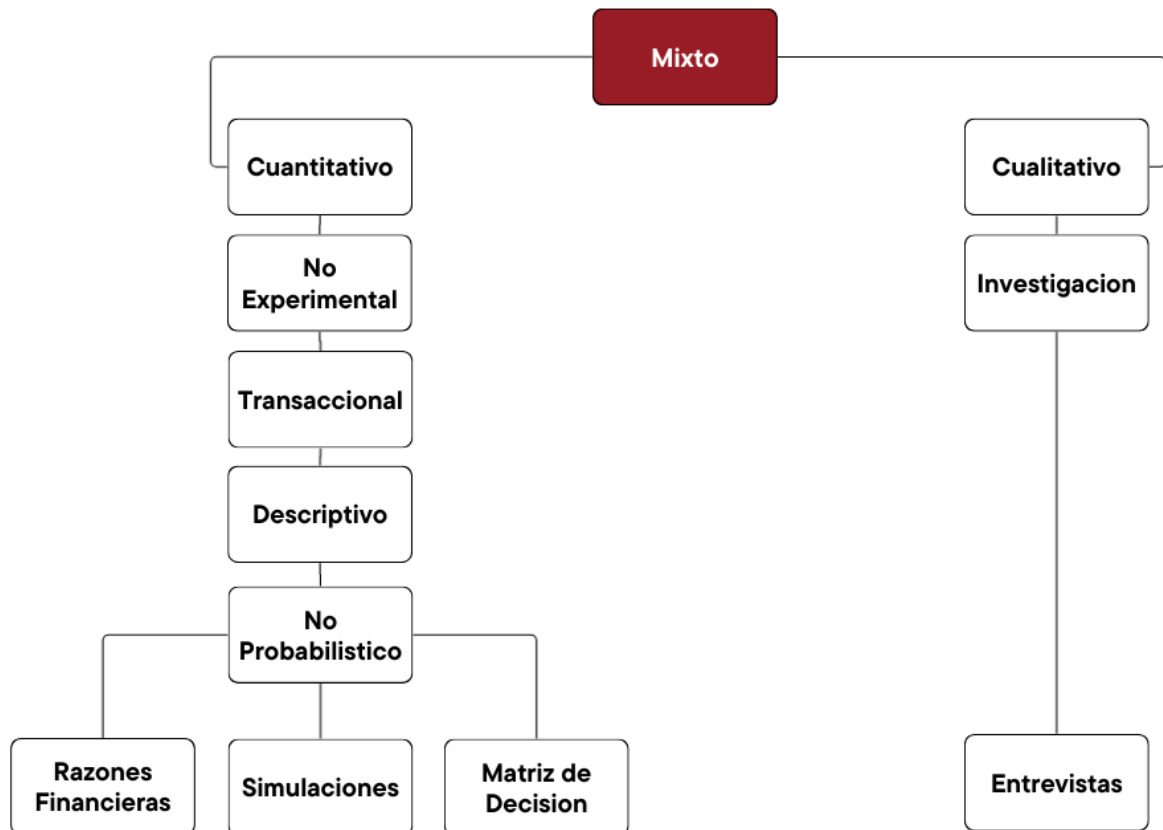 Mixto
Cuantitativo
Cualitativo
No
Experimental
Investigacion
Transaccional
Descriptivo
No
Probabilistico
Razones
Financieras
Simulaciones
Matriz de
Decision
Entrevistas